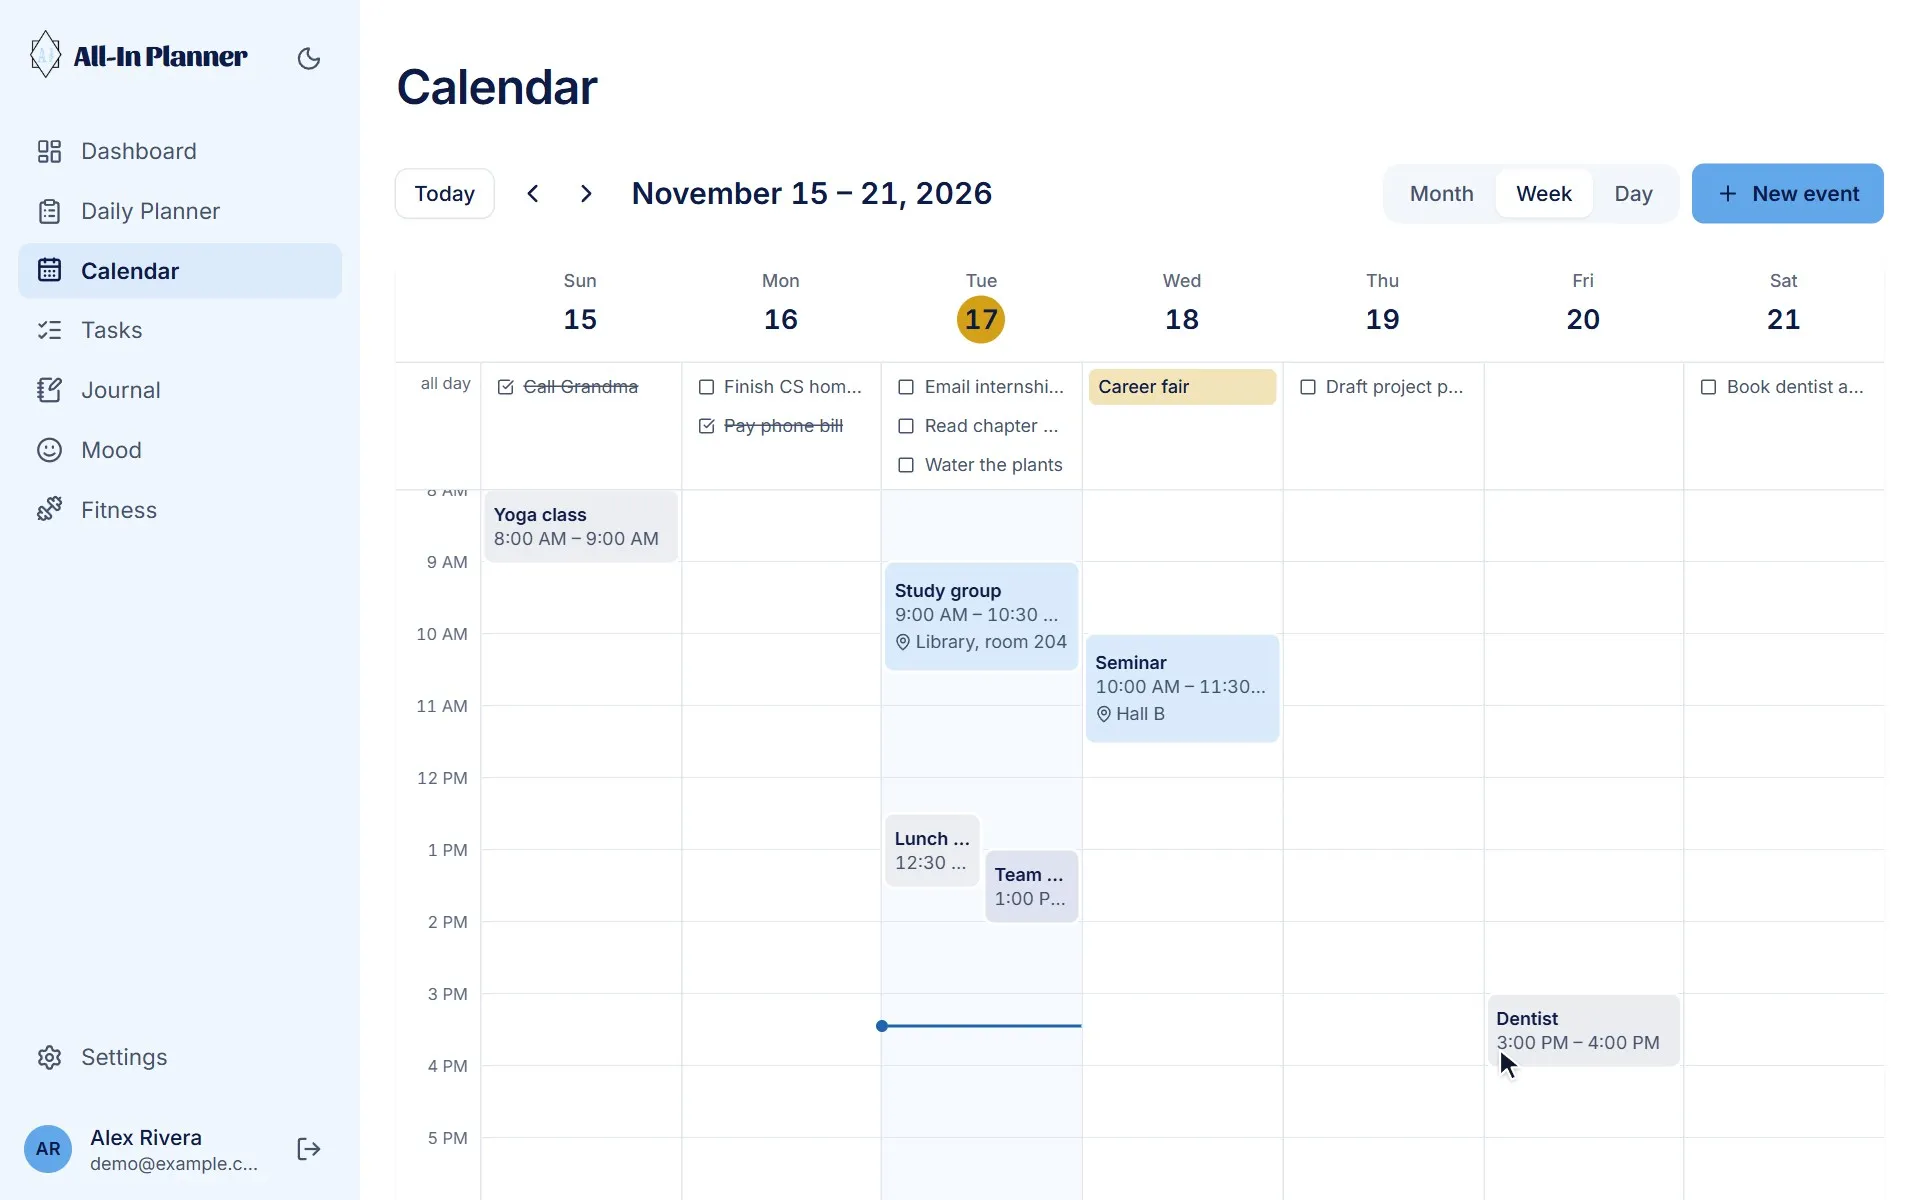 All-In Planner
Dashboard
Daily Planner
Calendar
Tasks
Journal
Mood
Fitness
Settings
AR
Alex Rivera
demo@example.c...
Calendar
Today
November 15 – 21, 2026
Month
Week
Day
New event
Sun
15
Mon
16
Tue
17
Wed
18
Thu
19
Fri
20
Sat
21
all day
Call Grandma
Finish CS hom...
Pay phone bill
Email internshi...
Read chapter ...
Water the plants
Career fair
Draft project p...
Book dentist a...
8 AM
9 AM
10 AM
11 AM
12 PM
1 PM
2 PM
3 PM
4 PM
5 PM
Yoga class
8:00 AM – 9:00 AM
Study group
9:00 AM – 10:30 ...
Library, room 204
Lunch ...
12:30 ...
Team ...
1:00 P...
Seminar
10:00 AM – 11:30...
Hall B
Dentist
3:00 PM – 4:00 PM